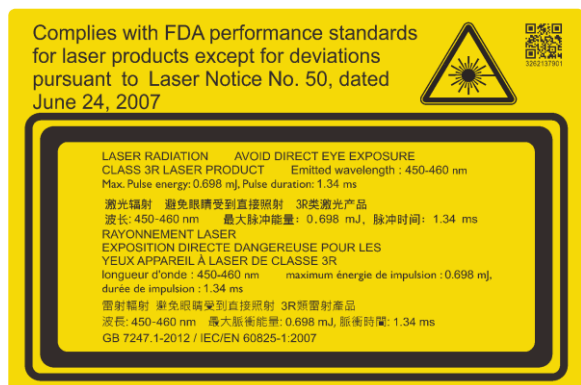 Complies with FDA performance standards
for laser products except for deviations
pursuant to Laser Notice No. 50, dated
June 24, 2007
3262137901
LASER RADIATION AVOID DIRECT EYE EXPOSURE
CLASS 3R LASER PRODUCT Emitted wavelength : 450-460 nm
Max. Pulse energy: 0.698 mJ, Pulse duration: 1.34 ms
激光辐射 避免眼睛受到直接照射 3R类激光产品
波长: 450-460 nm 最大脉冲能量: 0.698 mJ, 脉冲时间: 1.34 ms
RAYONNEMENT LASER
EXPOSITION DIRECTE DANGEREUSE POUR LES
YEUX APPAREIL À LASER DE CLASSE 3R
longueur d'onde : 450-460 nm maximum énergie de impulsion : 0.698 mJ,
durée de impulsion : 1.34 ms
雷射輻射 避免眼睛受到直接照射 3R類雷射產品
波長: 450-460 nm 最大脈衝能量: 0.698 mJ, 脈衝時間: 1.34 ms
GB 7247.1-2012 / IEC/EN 60825-1:2007